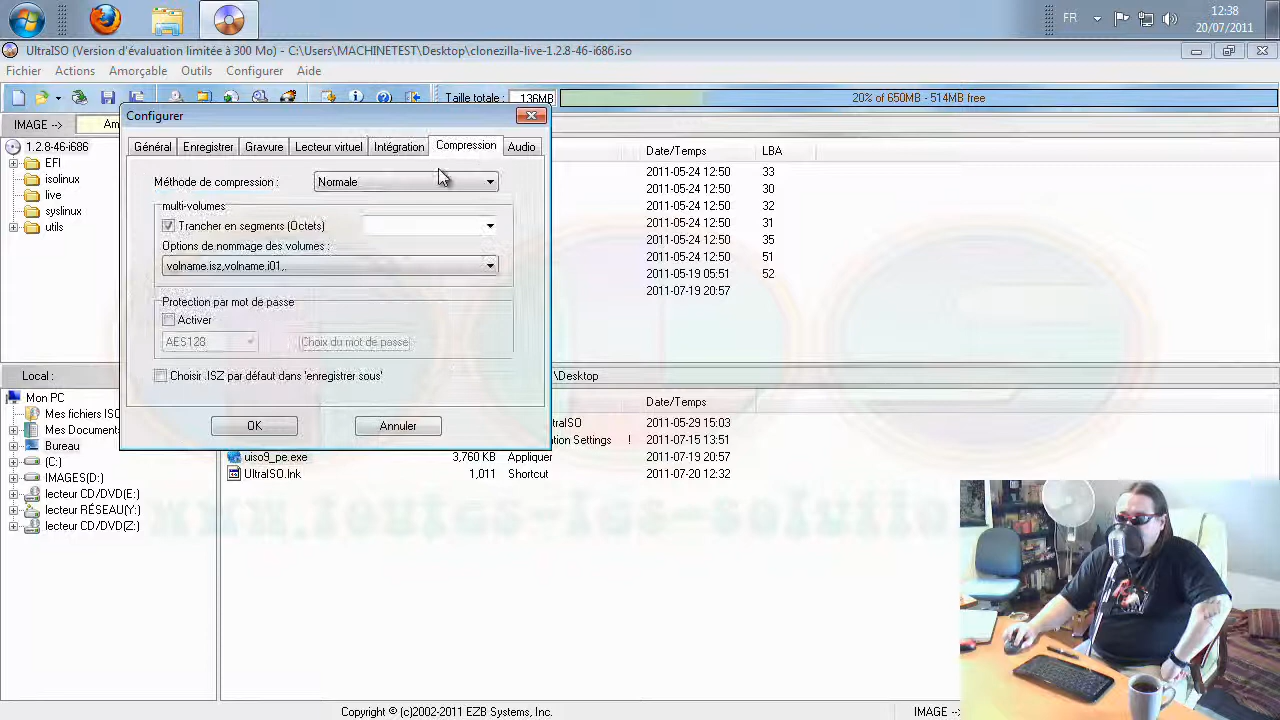 FR
12:38
20/07/2011
UltraISO (Version d'évaluation limitée à 300 Mo) - C:\Users\MACHINETEST\Desktop\clonezilla-live-1.2.8-46-i686.iso
Fichier Actions Amorçable Outils Configurer Aide
Taille totale : 136MB 20% of 650MB - 514MB free
IMAGE -->
Configurer
1.2.8-46-i686
EFI
isolinux
live
syslinux
utils
Général Enregistrer Gravure Lecteur virtuel Intégration Compression Audio
Méthode de compression : Normale
multi-volumes
Trancher en segments (Octets)
Options de nommage des volumes :
volname.isz,volname.i01,.
Protection par mot de passe
Activer
AES128 Choix du mot de passe
Choisir .ISZ par défaut dans 'enregistrer sous'
OK Annuler
Date/Temps LBA
2011-05-24 12:50 33
2011-05-24 12:50 30
2011-05-24 12:50 32
2011-05-24 12:50 31
2011-05-24 12:50 35
2011-05-24 12:50 51
2011-05-19 05:51 52
2011-07-19 20:57
Local : \Desktop
Mon PC
Mes fichiers ISO
Mes Documents
Bureau
(C:)
IMAGES(D:)
lecteur CD/DVD(E:)
lecteur RÉSEAU(Y:)
lecteur CD/DVD(Z:)
Date/Temps
2011-05-29 15:03
ation Settings ! 2011-07-15 13:51
uiso9_pe.exe 3,760 KB Appliquer 2011-07-19 20:57
UltraISO.lnk 1,011 Shortcut 2011-07-20 12:32
Copyright © (c)2002-2011 EZB Systems, Inc.
IMAGE --